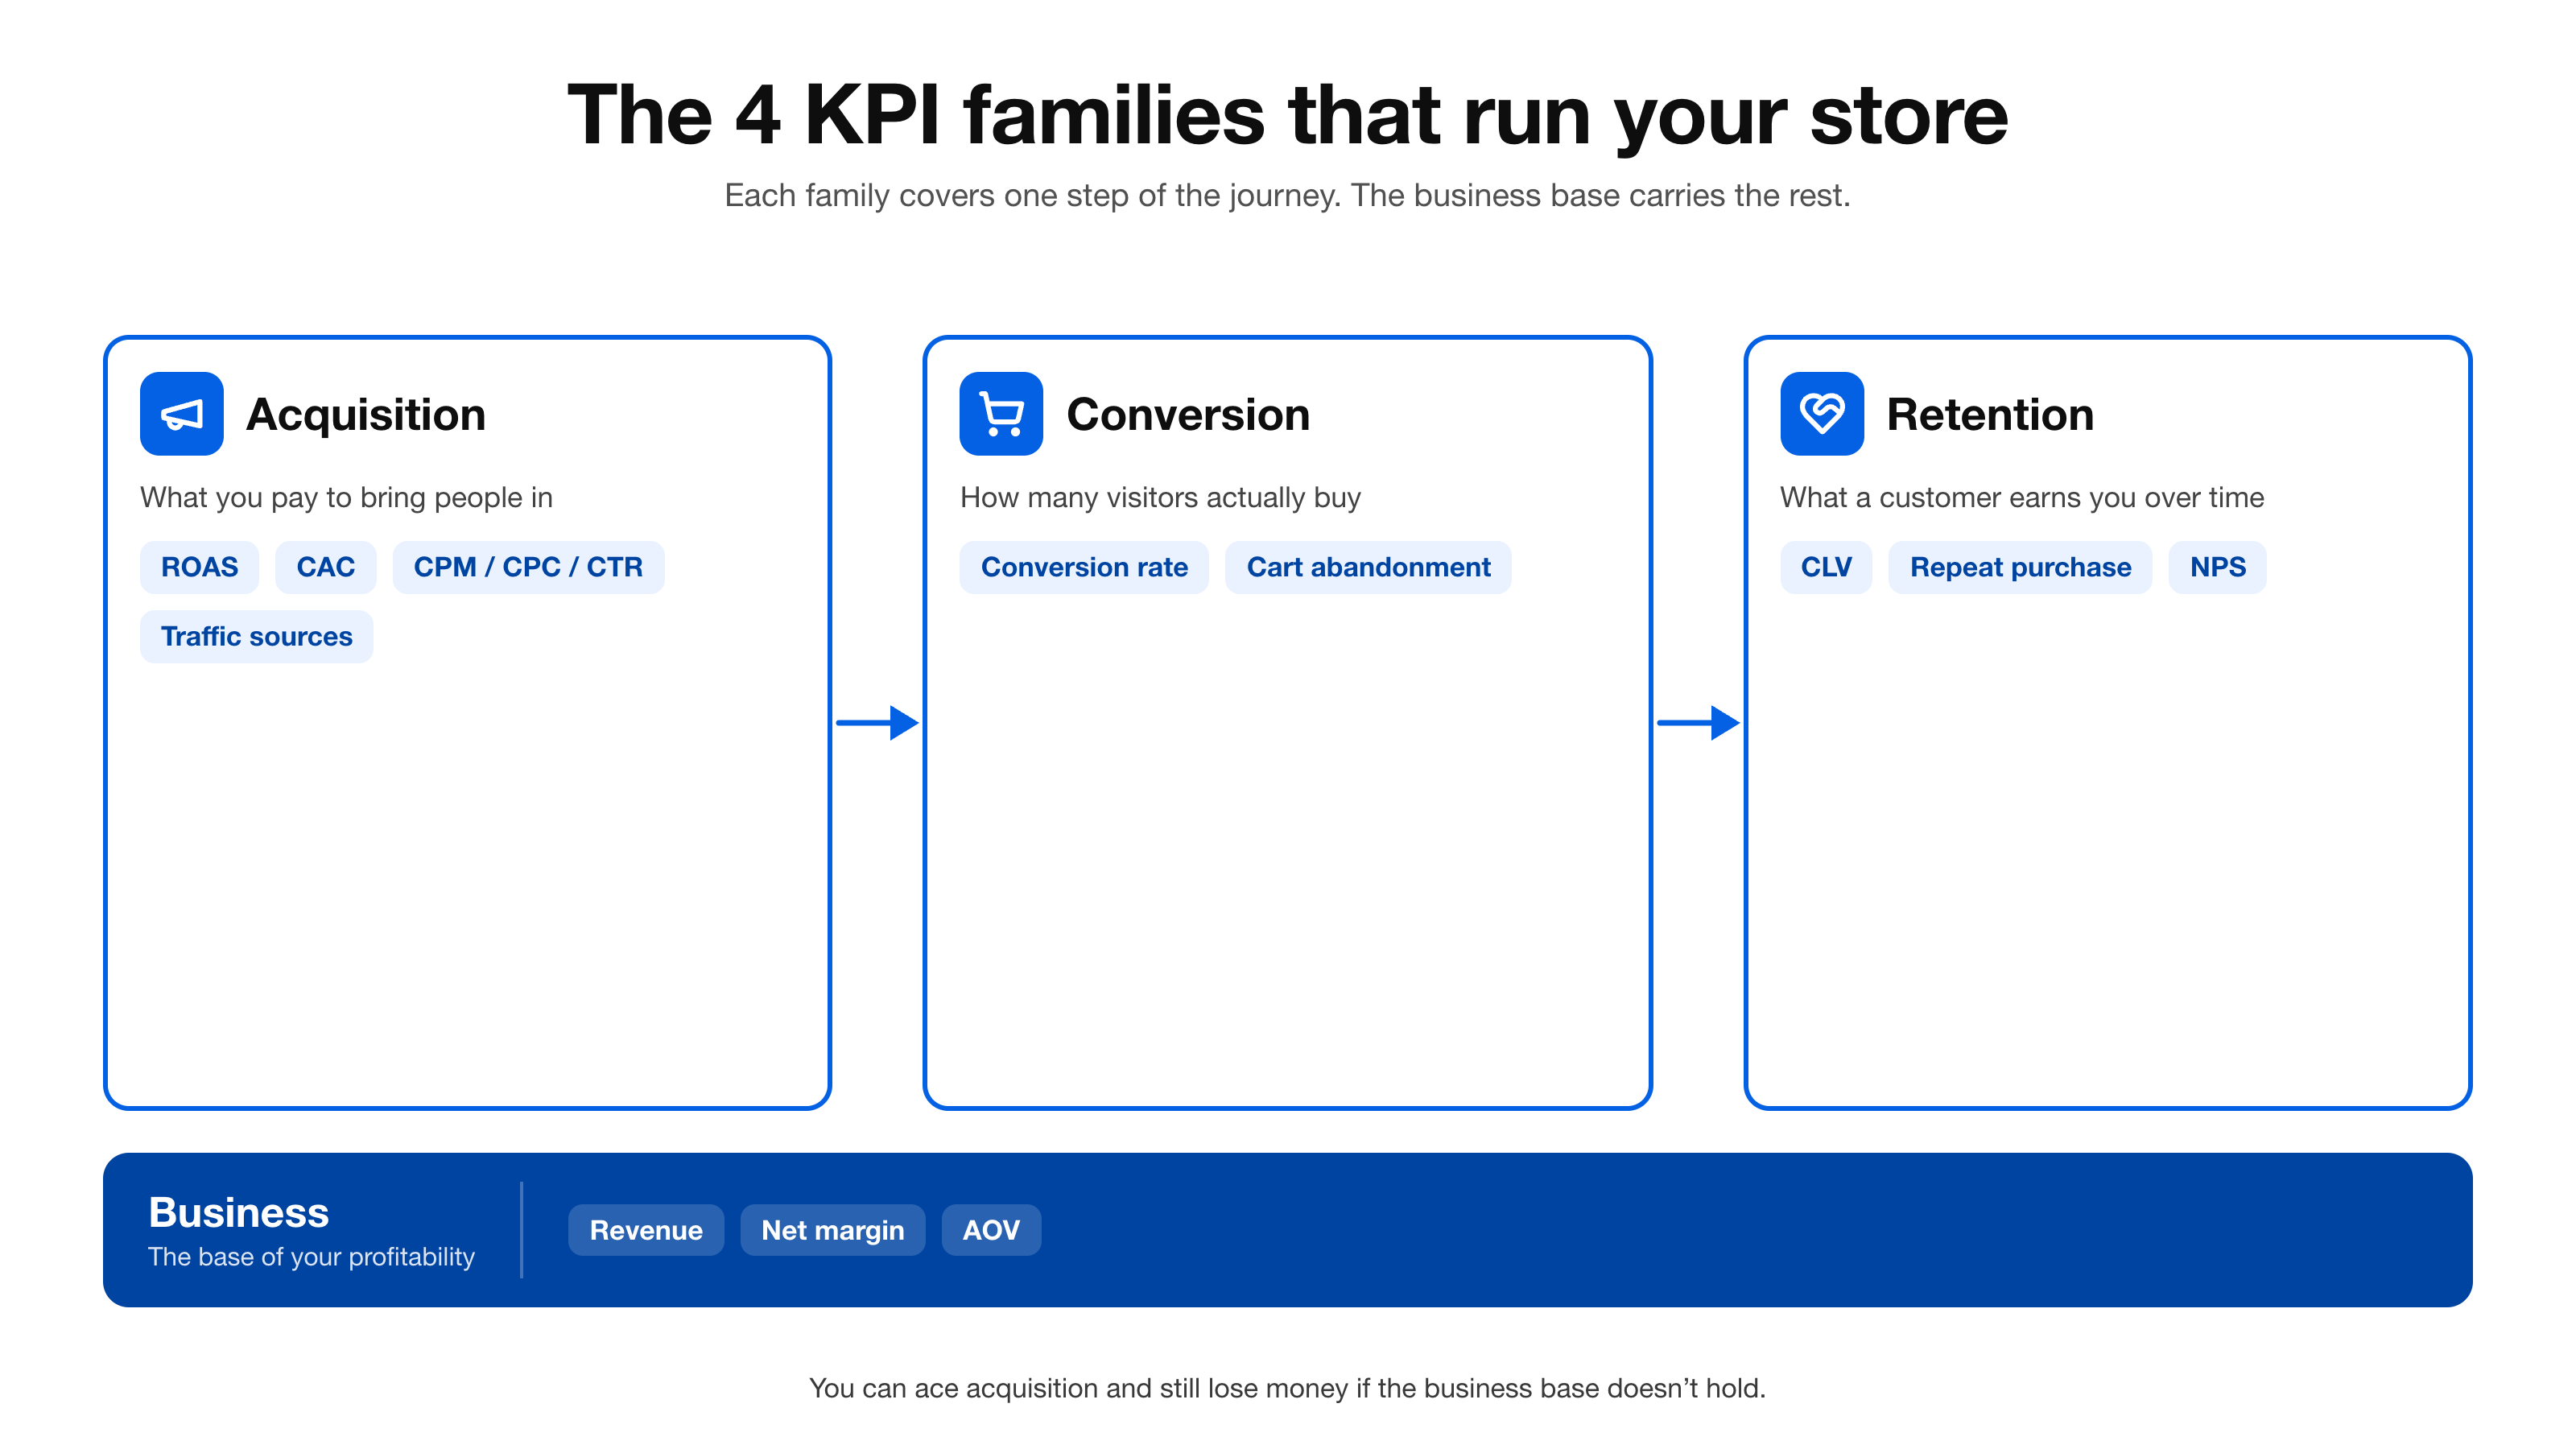 The 4 KPI families that run your store
Each family covers one step of the journey. The business base carries the rest.
Acquisition
What you pay to bring people in
ROAS
CAC
CPM / CPC / CTR
Traffic sources
Conversion
How many visitors actually buy
Conversion rate
Cart abandonment
Retention
What a customer earns you over time
CLV
Repeat purchase
NPS
Business
The base of your profitability
Revenue
Net margin
AOV
You can ace acquisition and still lose money if the business base doesn’t hold.